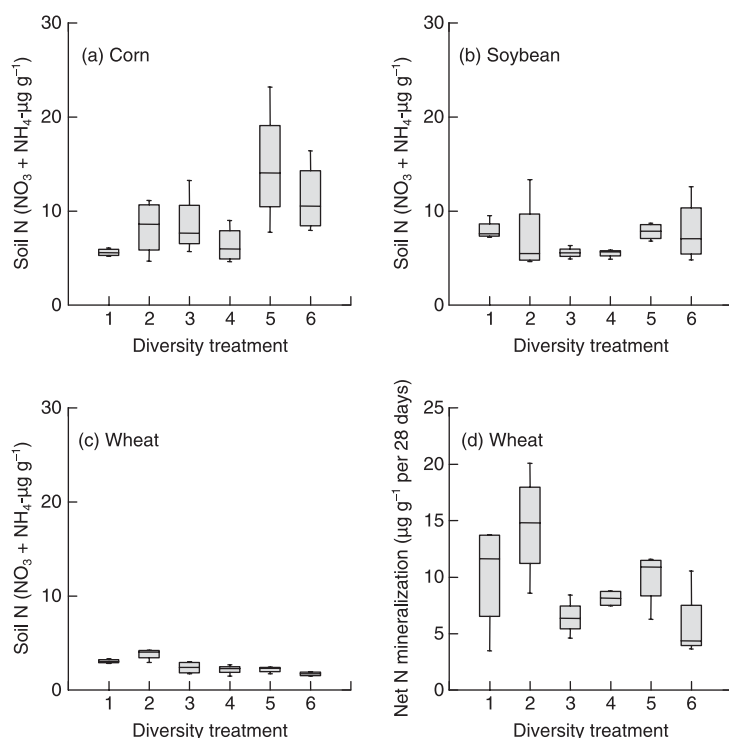 (a) Corn
Soil N (NO₃ + NH₄-µg g⁻¹)
30
20
10
0
1 2 3 4 5 6
Diversity treatment
(b) Soybean
Soil N (NO₃ + NH₄-µg g⁻¹)
30
20
10
0
1 2 3 4 5 6
Diversity treatment
(c) Wheat
Soil N (NO₃ + NH₄-µg g⁻¹)
30
20
10
0
1 2 3 4 5 6
Diversity treatment
(d) Wheat
Net N mineralization (µg g⁻¹ per 28 days)
25
20
15
10
5
0
1 2 3 4 5 6
Diversity treatment